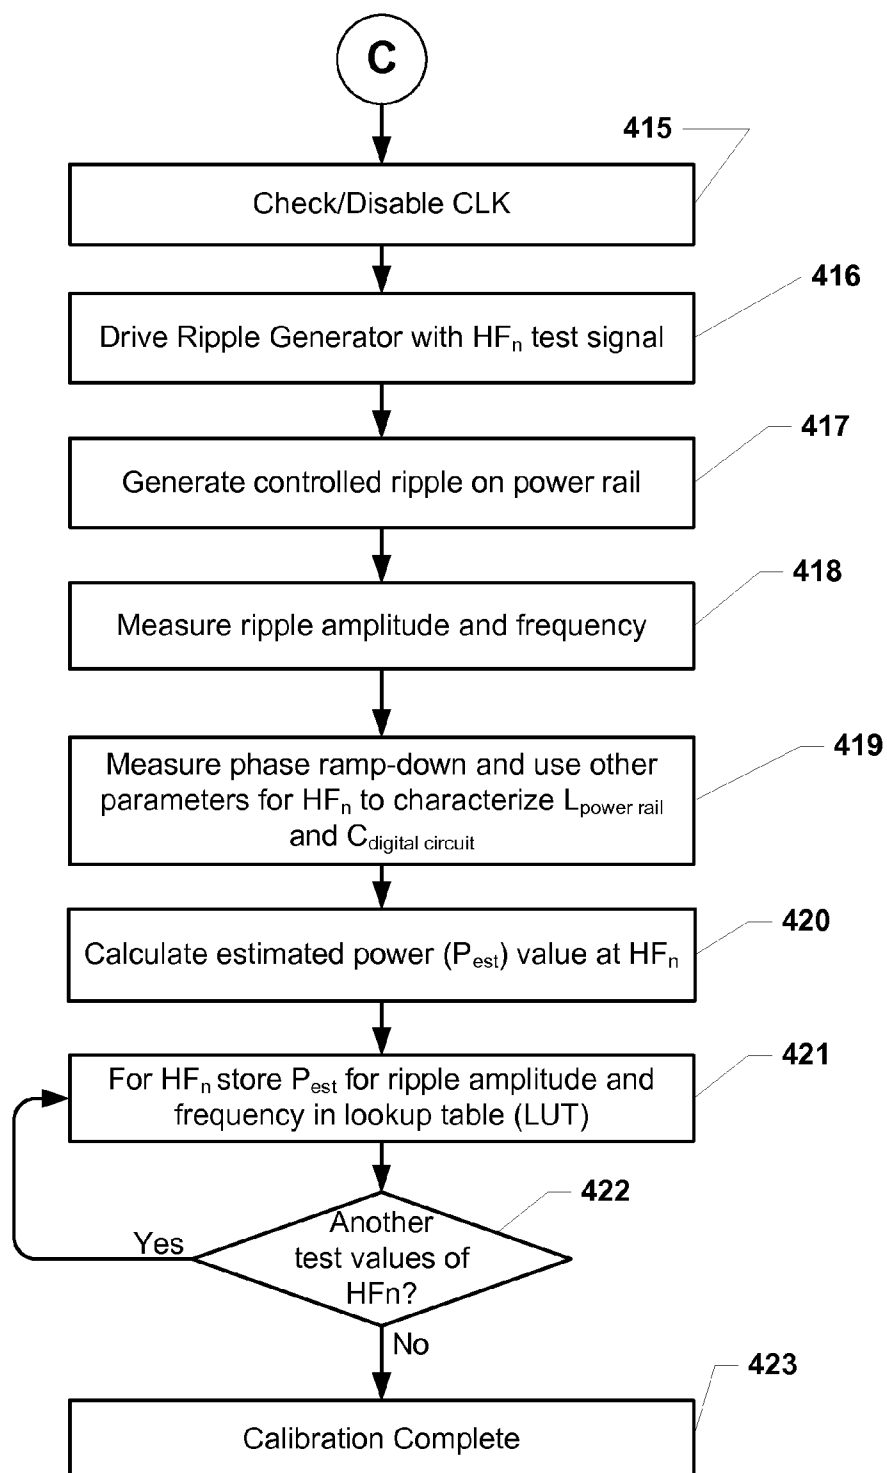 C
415
Check/Disable CLK
416
Drive Ripple Generator with HFn test signal
417
Generate controlled ripple on power rail
418
Measure ripple amplitude and frequency
419
Measure phase ramp-down and use other
parameters for HFn to characterize Lpower rail
and Cdigital circuit
420
Calculate estimated power (Pest) value at HFn
421
For HFn store Pest for ripple amplitude and
frequency in lookup table (LUT)
422
Another
test values of
HFn?
Yes
No
423
Calibration Complete